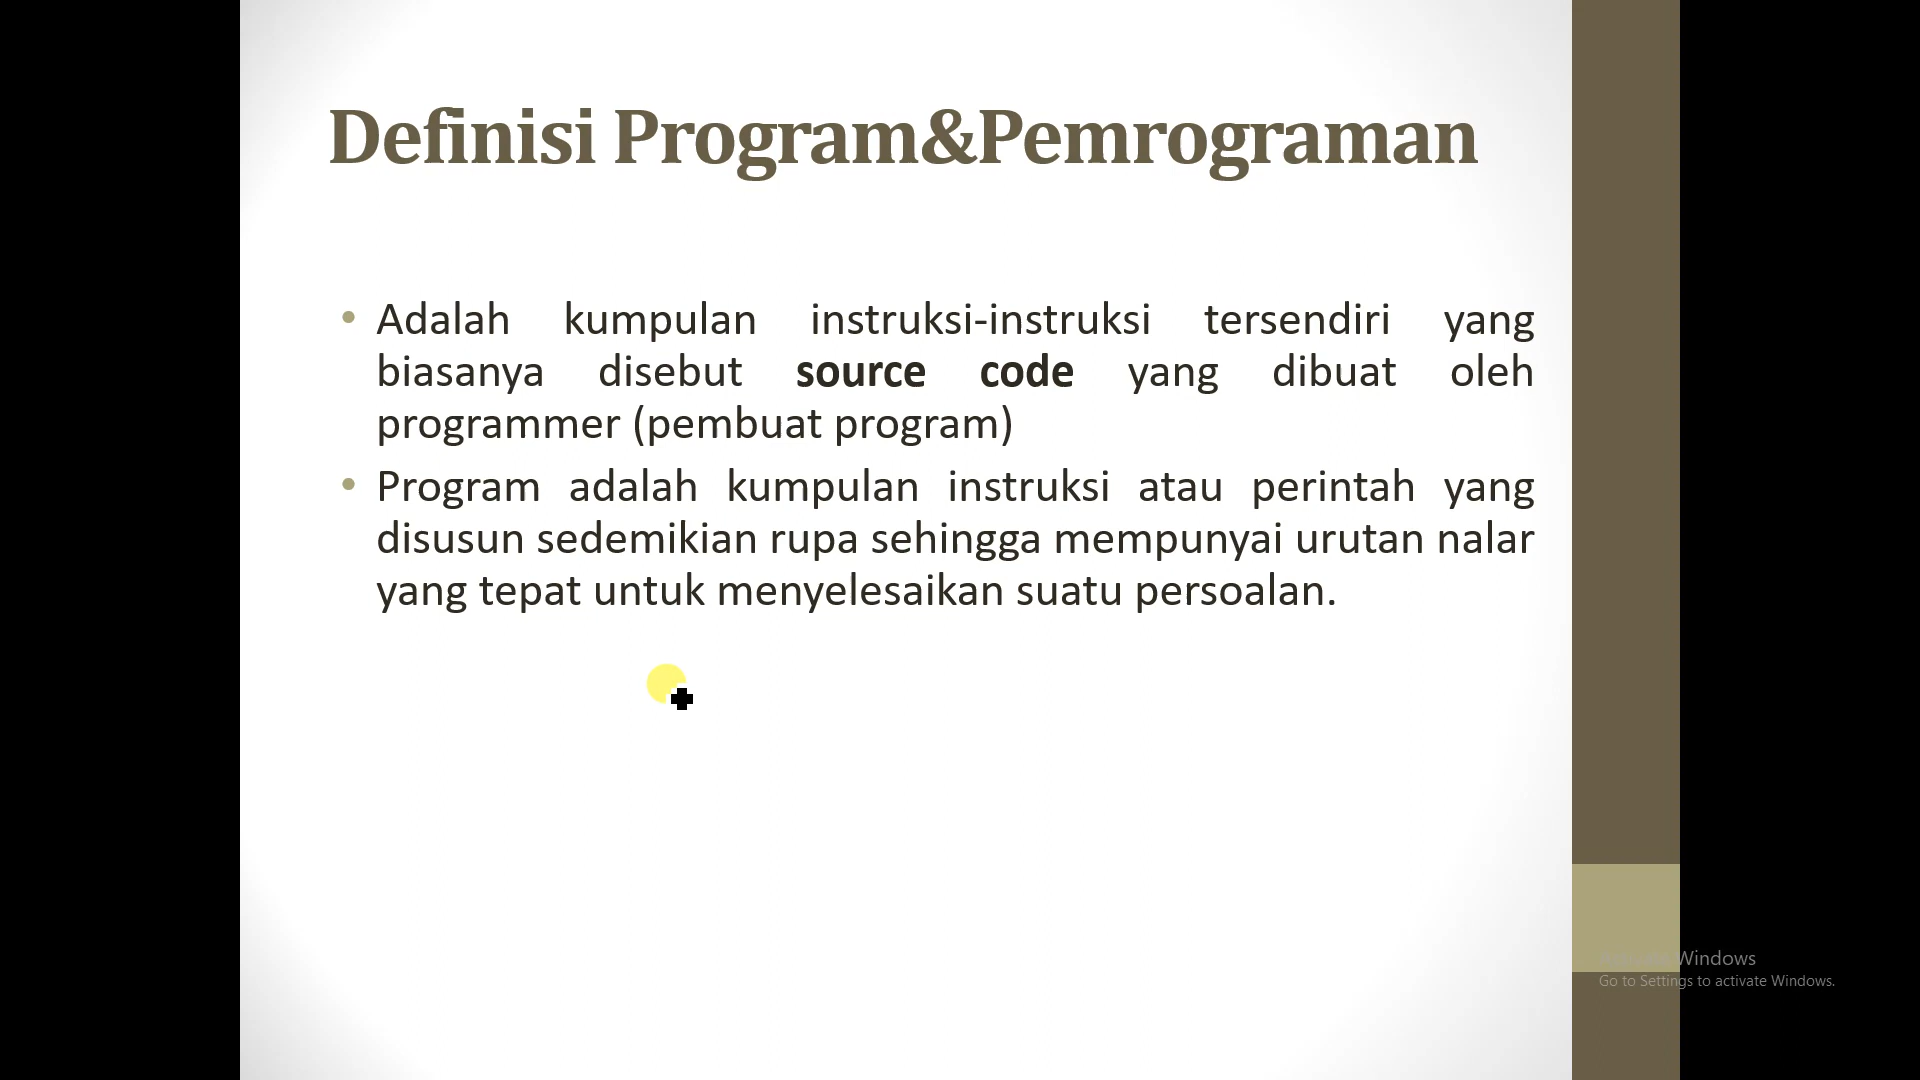 Definisi Program&Pemrograman
• Adalah kumpulan instruksi-instruksi tersendiri yang
biasanya disebut source code yang dibuat oleh
programmer (pembuat program)
• Program adalah kumpulan instruksi atau perintah yang
disusun sedemikian rupa sehingga mempunyai urutan nalar
yang tepat untuk menyelesaikan suatu persoalan.
Windows
Go to Settings to activate Windows.